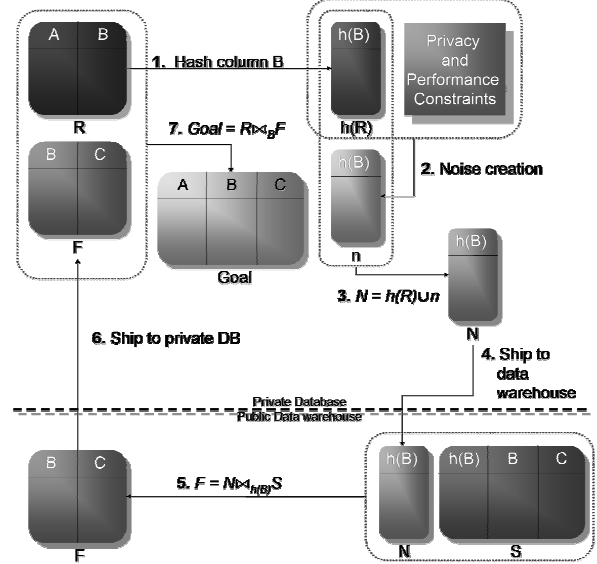 A B
R
1. Hash column B
h(B)
h(R)
Privacy
and
Performance
Constraints
7. Goal = R⋈BF
B C
F
A B C
Goal
h(B)
n
2. Noise creation
3. N = h(R)∪n
h(B)
N
6. Ship to private DB
4. Ship to
data
warehouse
Private Database
Public Data warehouse
B C
F
5. F = N⋈h(B)S
h(B)
N
h(B) B C
S